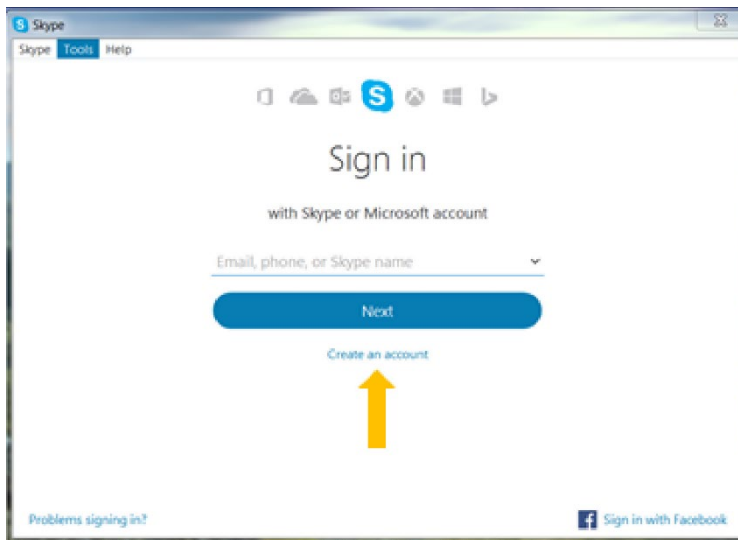 Skype
Skype Tools Help
Sign in
with Skype or Microsoft account
Email, phone, or Skype name
Next
Create an account
Problems signing in?
Sign in with Facebook